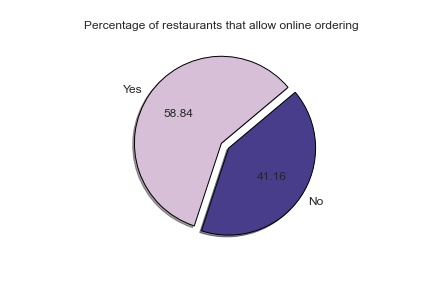 Percentage of restaurants that allow online ordering
Yes
58.84
41.16
No